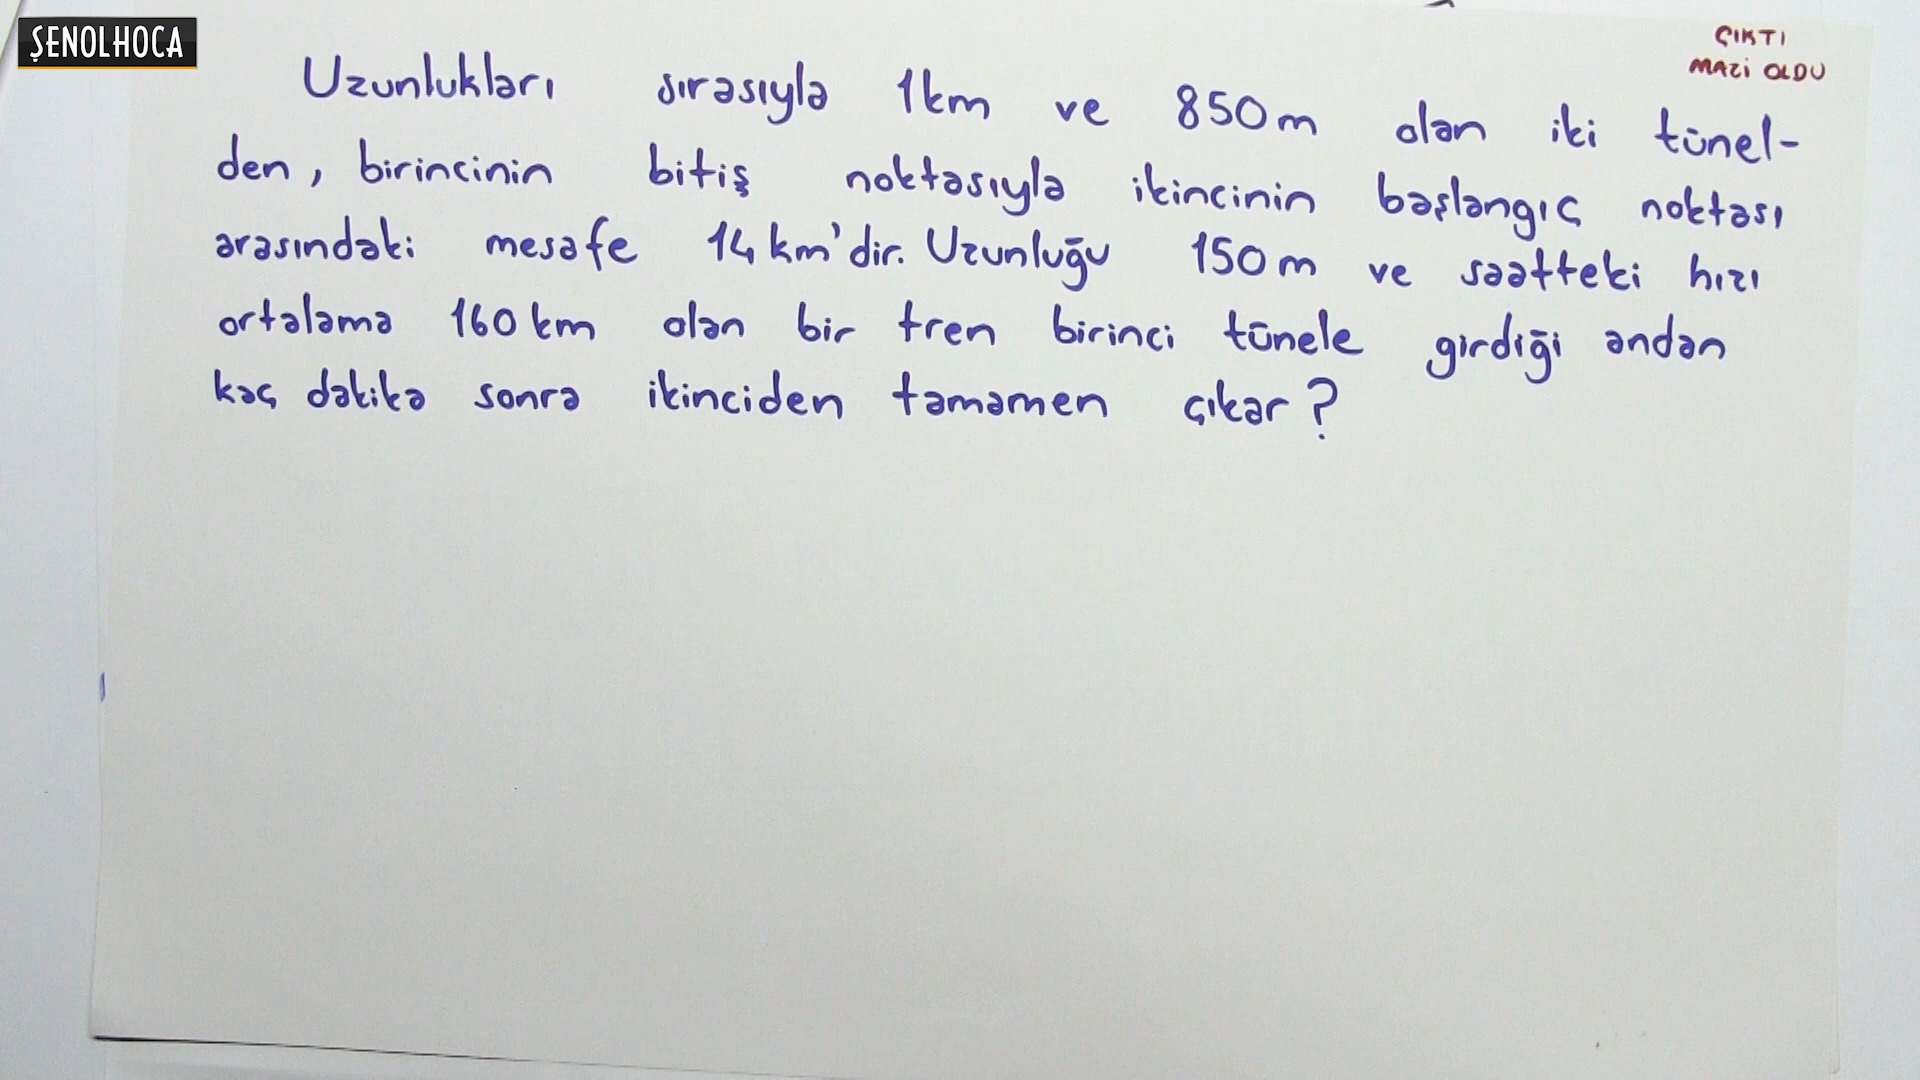 ŞENOLHOCA
ÇIKTI
MAZİ OLDU
Uzunlukları sırasıyla 1km ve 850m olan iki tünel-
den, birincinin bitiş noktasıyla ikincinin başlangıç noktası
arasındaki mesafe 14 km'dir. Uzunluğu 150m ve saatteki hızı
ortalama 160 km olan bir tren birinci tünele girdiği andan
kaç dakika sonra ikinciden tamamen çıkar?